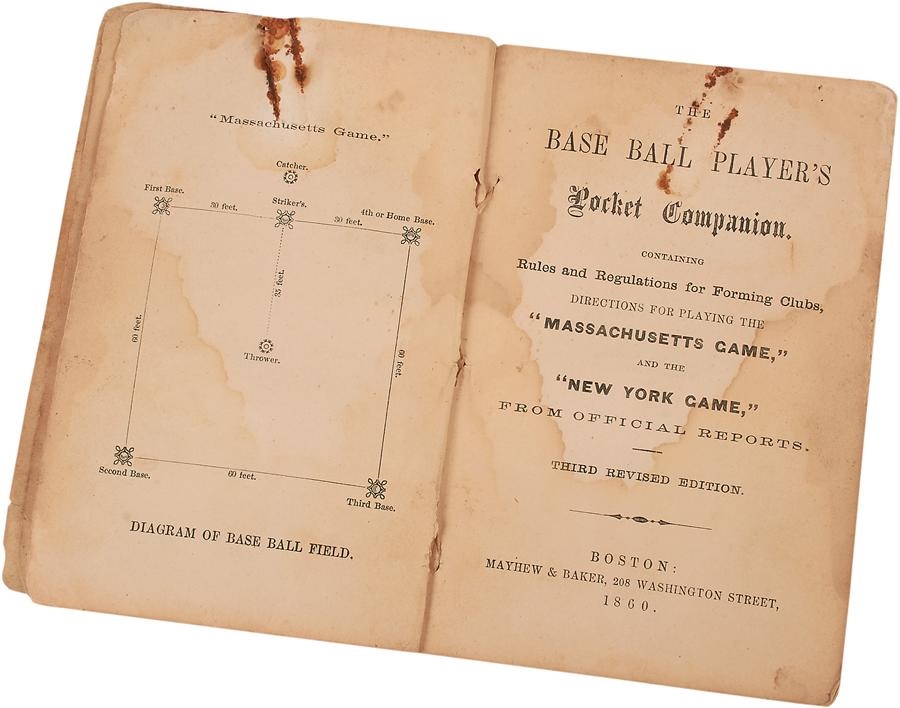 "Massachusetts Game."
Catcher.
First Base.
30 feet.
Striker's.
30 feet.
4th or Home Base.
35 feet.
60 feet.
60 feet.
Thrower.
Second Base.
60 feet.
Third Base.
DIAGRAM OF BASE BALL FIELD.
THE
BASE BALL PLAYER'S
Pocket Companion.
CONTAINING
Rules and Regulations for Forming Clubs,
DIRECTIONS FOR PLAYING THE
"MASSACHUSETTS GAME,"
AND THE
"NEW YORK GAME,"
FROM OFFICIAL REPORTS.
THIRD REVISED EDITION.
BOSTON:
MAYHEW & BAKER, 208 WASHINGTON STREET,
1860.